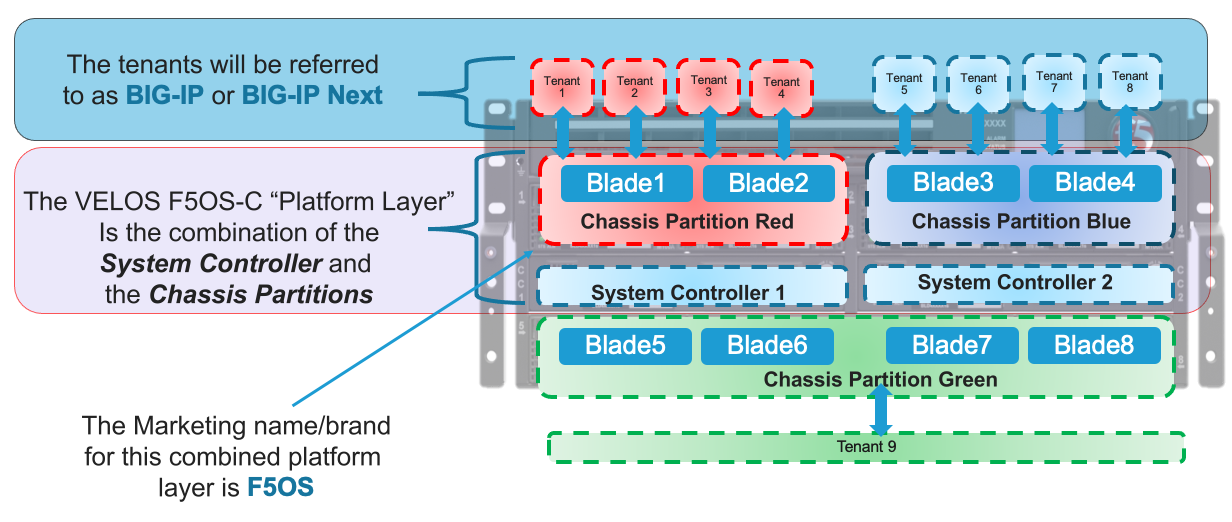 The tenants will be referred
to as BIG-IP or BIG-IP Next
Tenant
1
Tenant
2
Tenant
3
Tenant
4
Tenant
5
Tenant
6
Tenant
7
Tenant
8
XXXX
The VELOS F5OS-C “Platform Layer”
Is the combination of the
System Controller and
the Chassis Partitions
Blade1
Blade2
Chassis Partition Red
Blade3
Blade4
Chassis Partition Blue
System Controller 1
System Controller 2
Blade5
Blade6
Blade7
Blade8
Chassis Partition Green
Tenant 9
The Marketing name/brand
for this combined platform
layer is F5OS